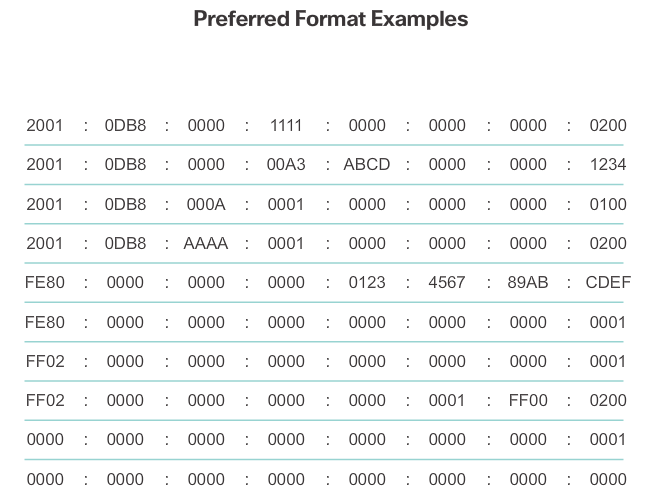 Preferred Format Examples
2001 : 0DB8 : 0000 : 1111 : 0000 : 0000 : 0000 : 0200
2001 : 0DB8 : 0000 : 00A3 : ABCD : 0000 : 0000 : 1234
2001 : 0DB8 : 000A : 0001 : 0000 : 0000 : 0000 : 0100
2001 : 0DB8 : AAAA : 0001 : 0000 : 0000 : 0000 : 0200
FE80 : 0000 : 0000 : 0000 : 0123 : 4567 : 89AB : CDEF
FE80 : 0000 : 0000 : 0000 : 0000 : 0000 : 0000 : 0001
FF02 : 0000 : 0000 : 0000 : 0000 : 0000 : 0000 : 0001
FF02 : 0000 : 0000 : 0000 : 0000 : 0001 : FF00 : 0200
0000 : 0000 : 0000 : 0000 : 0000 : 0000 : 0000 : 0001
0000 : 0000 : 0000 : 0000 : 0000 : 0000 : 0000 : 0000